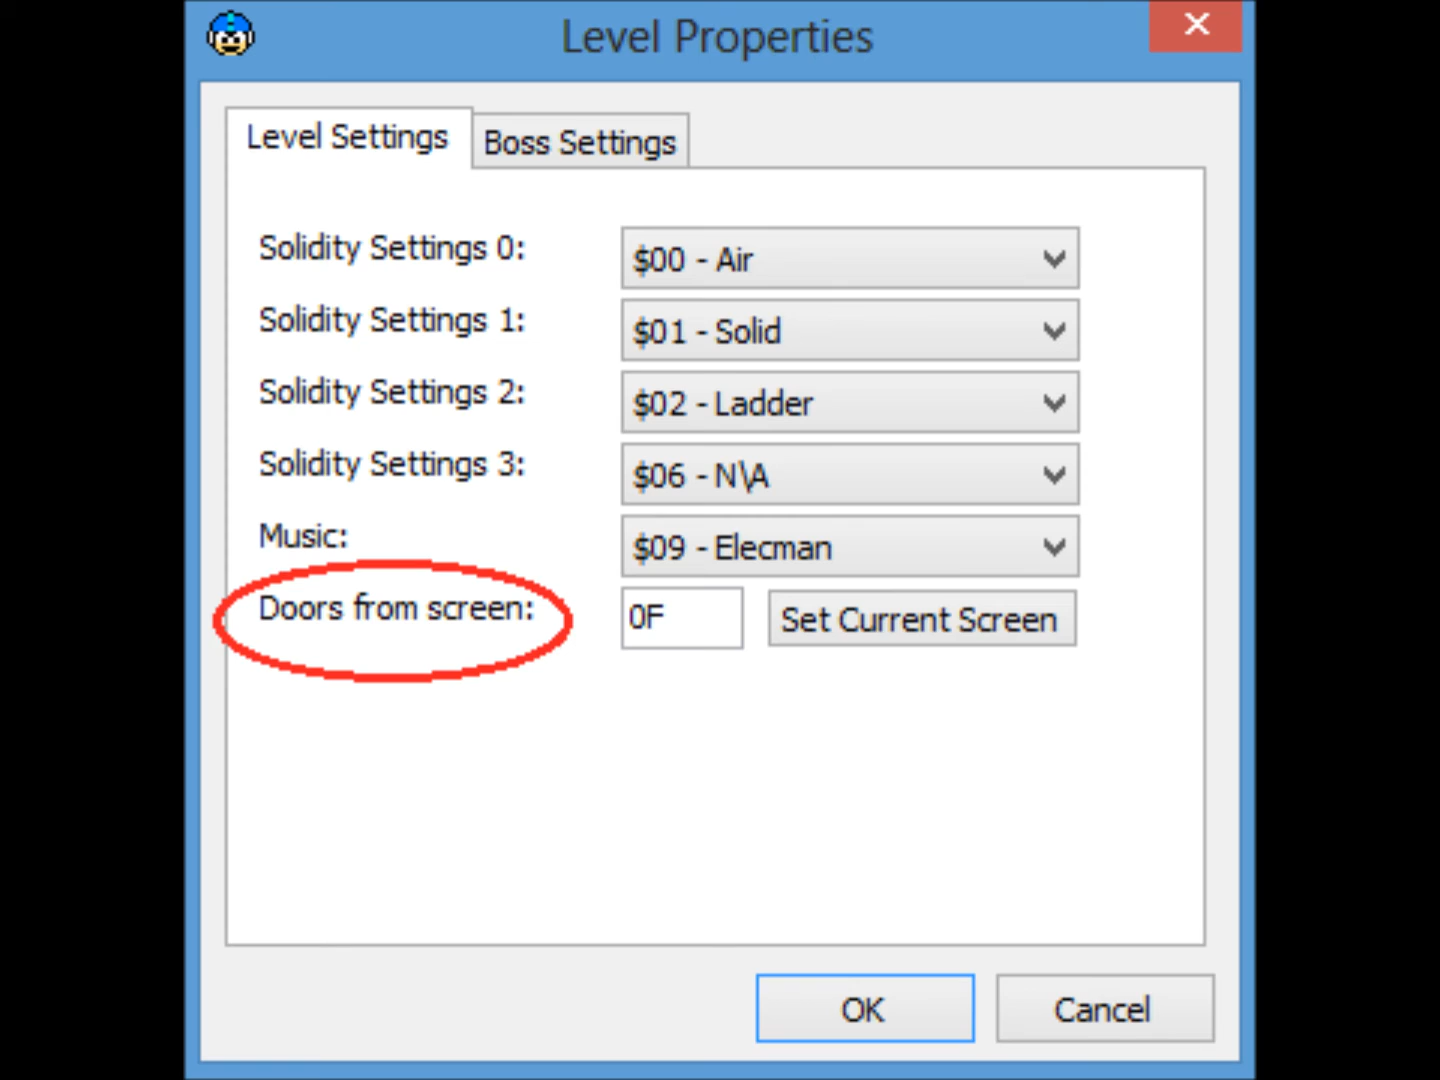 Level Properties
Level Settings
Boss Settings
Solidity Settings 0:
$00 - Air
Solidity Settings 1:
$01 - Solid
Solidity Settings 2:
$02 - Ladder
Solidity Settings 3:
$06 - N\A
Music:
$09 - Elecman
Doors from screen:
0F
Set Current Screen
OK
Cancel